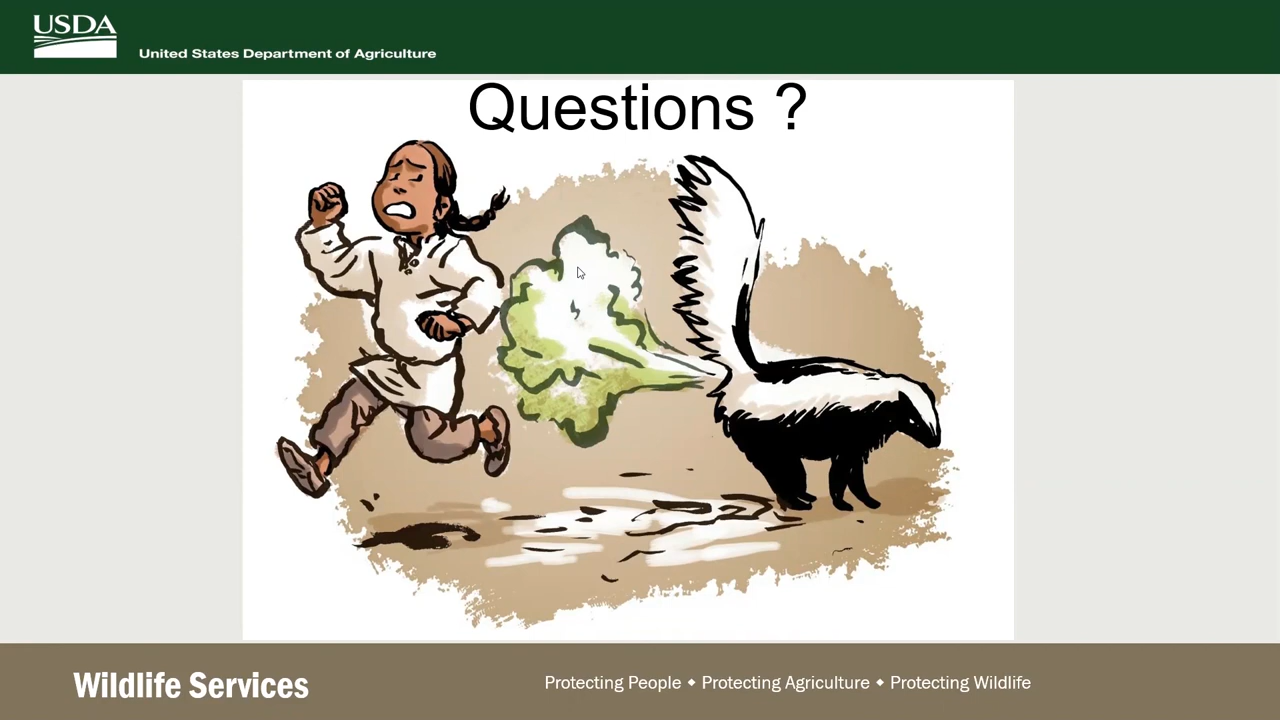 USDA
United States Department of Agriculture
Questions ?
Wildlife Services
Protecting People ◆ Protecting Agriculture ◆ Protecting Wildlife